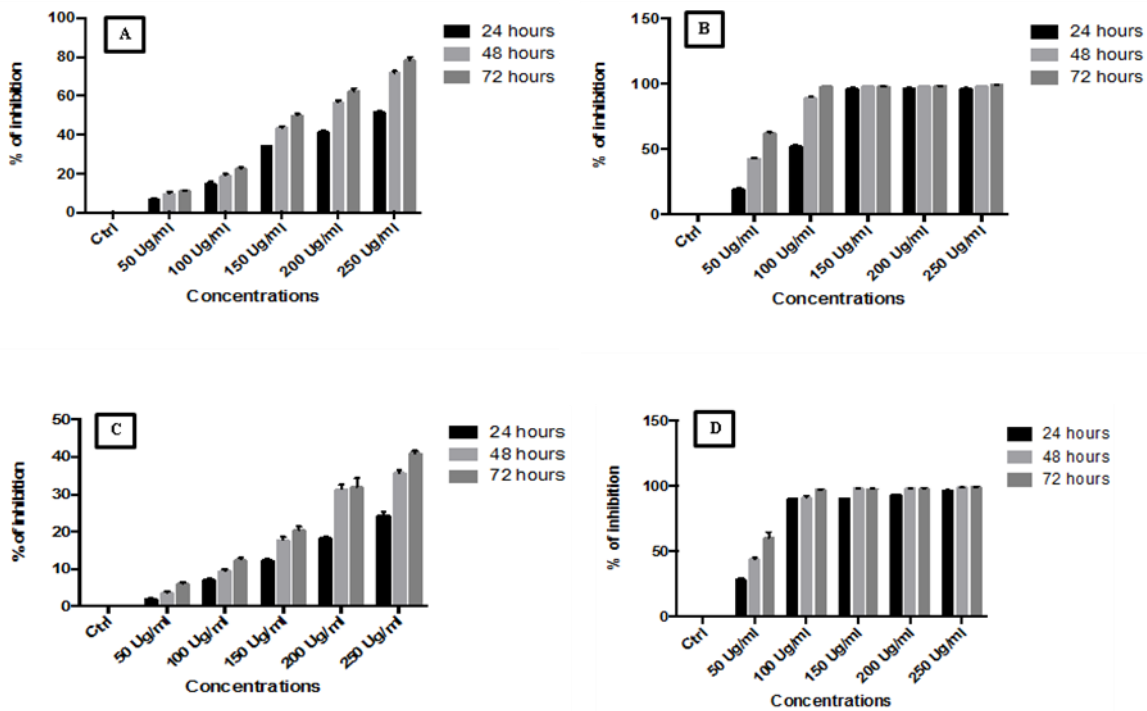 A
24 hours
48 hours
72 hours
% of inhibition
100
80
60
40
20
0
Ctrl
50 Ug/ml
100 Ug/ml
150 Ug/ml
200 Ug/ml
250 Ug/ml
Concentrations
B
24 hours
48 hours
72 hours
% of inhibition
150
100
50
0
Ctrl
50 Ug/ml
100 Ug/ml
150 Ug/ml
200 Ug/ml
250 Ug/ml
Concentrations
C
24 hours
48 hours
72 hours
% of inhibition
50
40
30
20
10
0
Ctrl
50 Ug/ml
100 Ug/ml
150 Ug/ml
200 Ug/ml
250 Ug/ml
Concentrations
D
24 hours
48 hours
72 hours
% of inhibition
150
100
50
0
Ctrl
50 Ug/ml
100 Ug/ml
150 Ug/ml
200 Ug/ml
250 Ug/ml
Concentrations